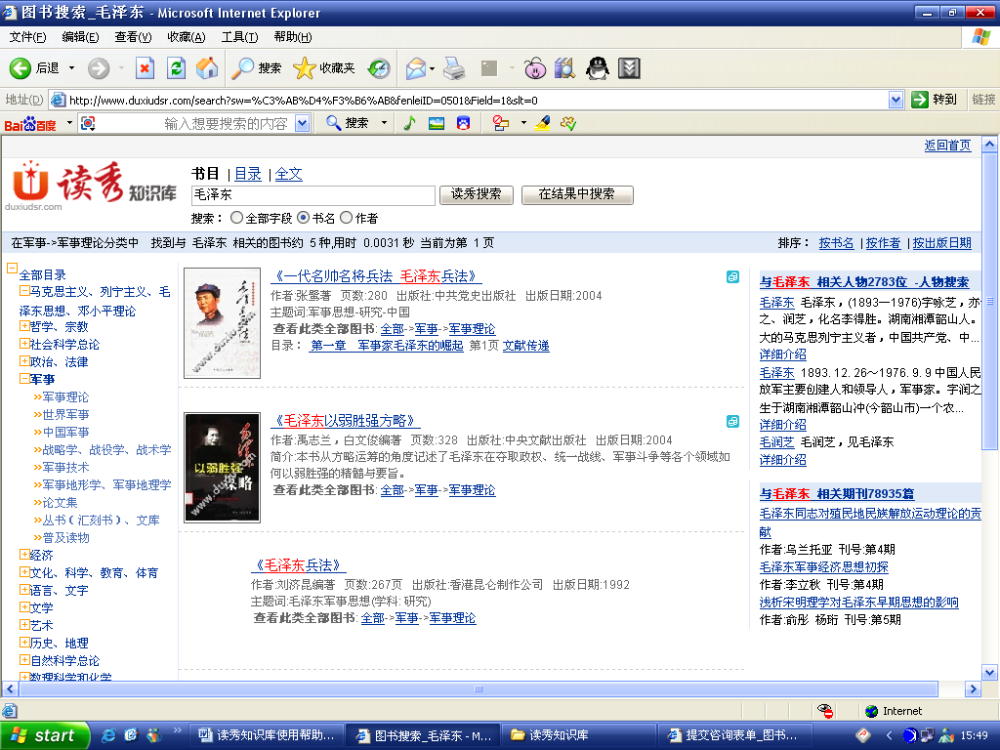 图书搜索_毛泽东 - Microsoft Internet Explorer
文件(F) 编辑(E) 查看(V) 收藏(A) 工具(T) 帮助(H)
后退 搜索 收藏夹
地址(D) http://www.duxiudsr.com/search?sw=%C3%AB%D4%F3%B6%AB&fenleiID=0501&Field=1&slt=0 转到 链接
Bai百度 输入想要搜索的内容 搜索
返回首页
读秀知识库
duxiudsr.com
书目 | 目录 | 全文
毛泽东 读秀搜索 在结果中搜索
搜索: 全部字段 书名 作者
在军事->军事理论分类中 找到与 毛泽东 相关的图书约 5 种,用时 0.0031 秒 当前为第 1 页 排序: 按书名 | 按作者 | 按出版日期
全部目录
马克思主义、列宁主义、毛
泽东思想、邓小平理论
哲学、宗教
社会科学总论
政治、法律
军事
»军事理论
»世界军事
»中国军事
»战略学、战役学、战术学
»军事技术
»军事地形学、军事地理学
»论文集
»丛书(汇刻书)、文库
»普及读物
经济
文化、科学、教育、体育
语言、文字
文学
艺术
历史、地理
自然科学总论
数理科学和化学
《一代名帅名将兵法 毛泽东兵法》
作者:张鹭著 页数:280 出版社:中共党史出版社 出版日期:2004
主题词:军事思想-研究-中国
查看此类全部图书: 全部->军事->军事理论
目录: 第一章 军事家毛泽东的崛起 第1页 文献传递
以弱胜强
《毛泽东以弱胜强方略》
作者:禹志兰,白文俊编著 页数:328 出版社:中央文献出版社 出版日期:2004
简介:本书从方略运筹的角度记述了毛泽东在夺取政权、统一战线、军事斗争等各个领域如
何以弱胜强的精髓与要旨。
查看此类全部图书: 全部->军事->军事理论
《毛泽东兵法》
作者:刘济昆编著 页数:267页 出版社:香港昆仑制作公司 出版日期:1992
主题词:毛泽东军事思想(学科: 研究)
查看此类全部图书: 全部->军事->军事理论
与毛泽东 相关人物2783位 -人物搜索
毛泽东 毛泽东,(1893—1976)字咏芝,亦
之、润芝,化名李得胜。湖南湘潭韶山人。
大的马克思列宁主义者,中国共产党、中...
详细介绍
毛泽东 1893.12.26～1976.9.9中国人民
放军主要创建人和领导人,军事家。字润之
生于湖南湘潭韶山冲(今韶山市)一个农...
详细介绍
毛润芝 毛润芝,见毛泽东
详细介绍
与毛泽东 相关期刊78935篇
毛泽东同志对殖民地民族解放运动理论的贡
献
作者:乌兰托亚 刊号:第4期
毛泽东军事经济思想初探
作者:李立秋 刊号:第4期
浅析宋明理学对毛泽东早期思想的影响
作者:俞彤 杨珩 刊号:第5期
Internet
start 读秀知识库使用帮助... 图书搜索_毛泽东 - M... 读秀知识库 提交咨询表单_图书... 15:49